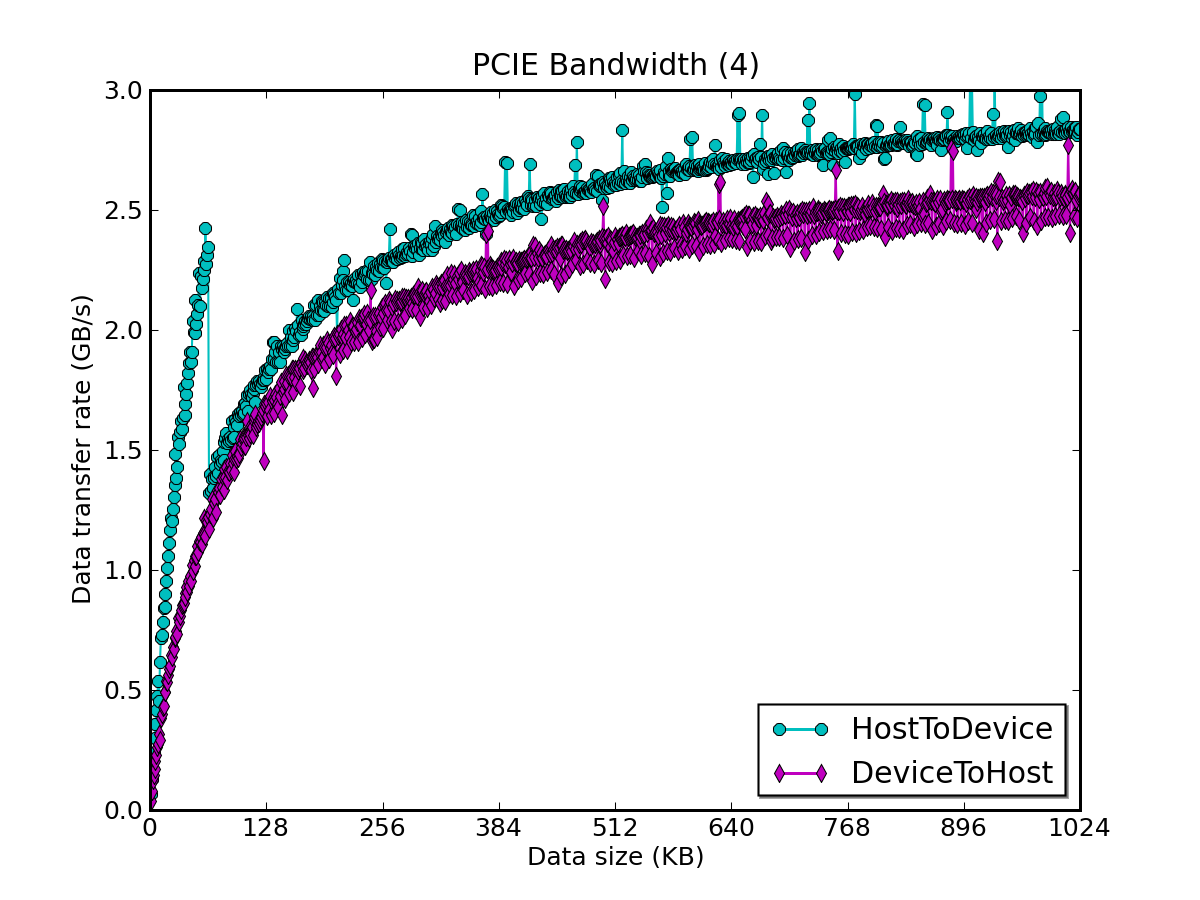 PCIE Bandwidth (4)
3.0
2.5
2.0
1.5
1.0
0.5
0.0
Data transfer rate (GB/s)
HostToDevice
DeviceToHost
0 128 256 384 512 640 768 896 1024
Data size (KB)